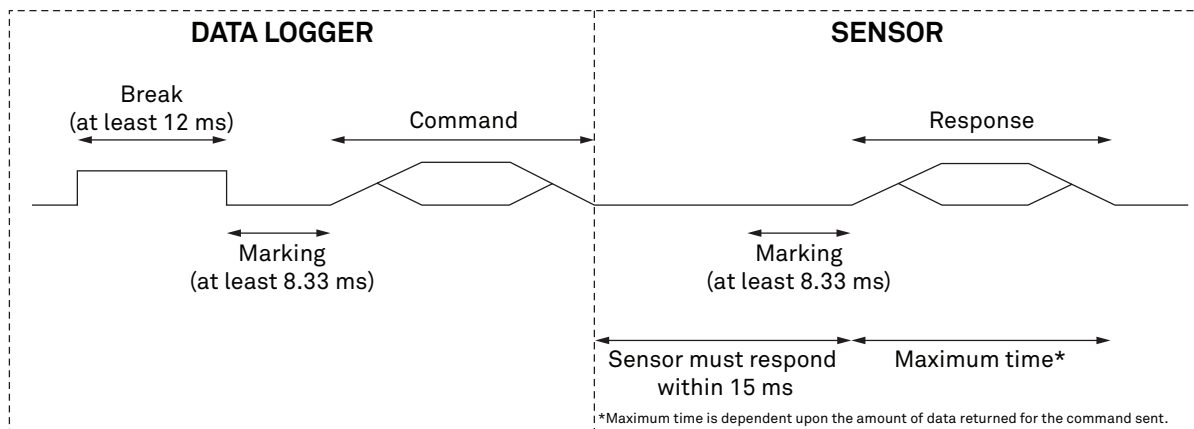 DATA LOGGER
SENSOR
Break
(at least 12 ms)
Command
Response
Marking
(at least 8.33 ms)
Marking
(at least 8.33 ms)
Sensor must respond
within 15 ms
Maximum time*
*Maximum time is dependent upon the amount of data returned for the command sent.